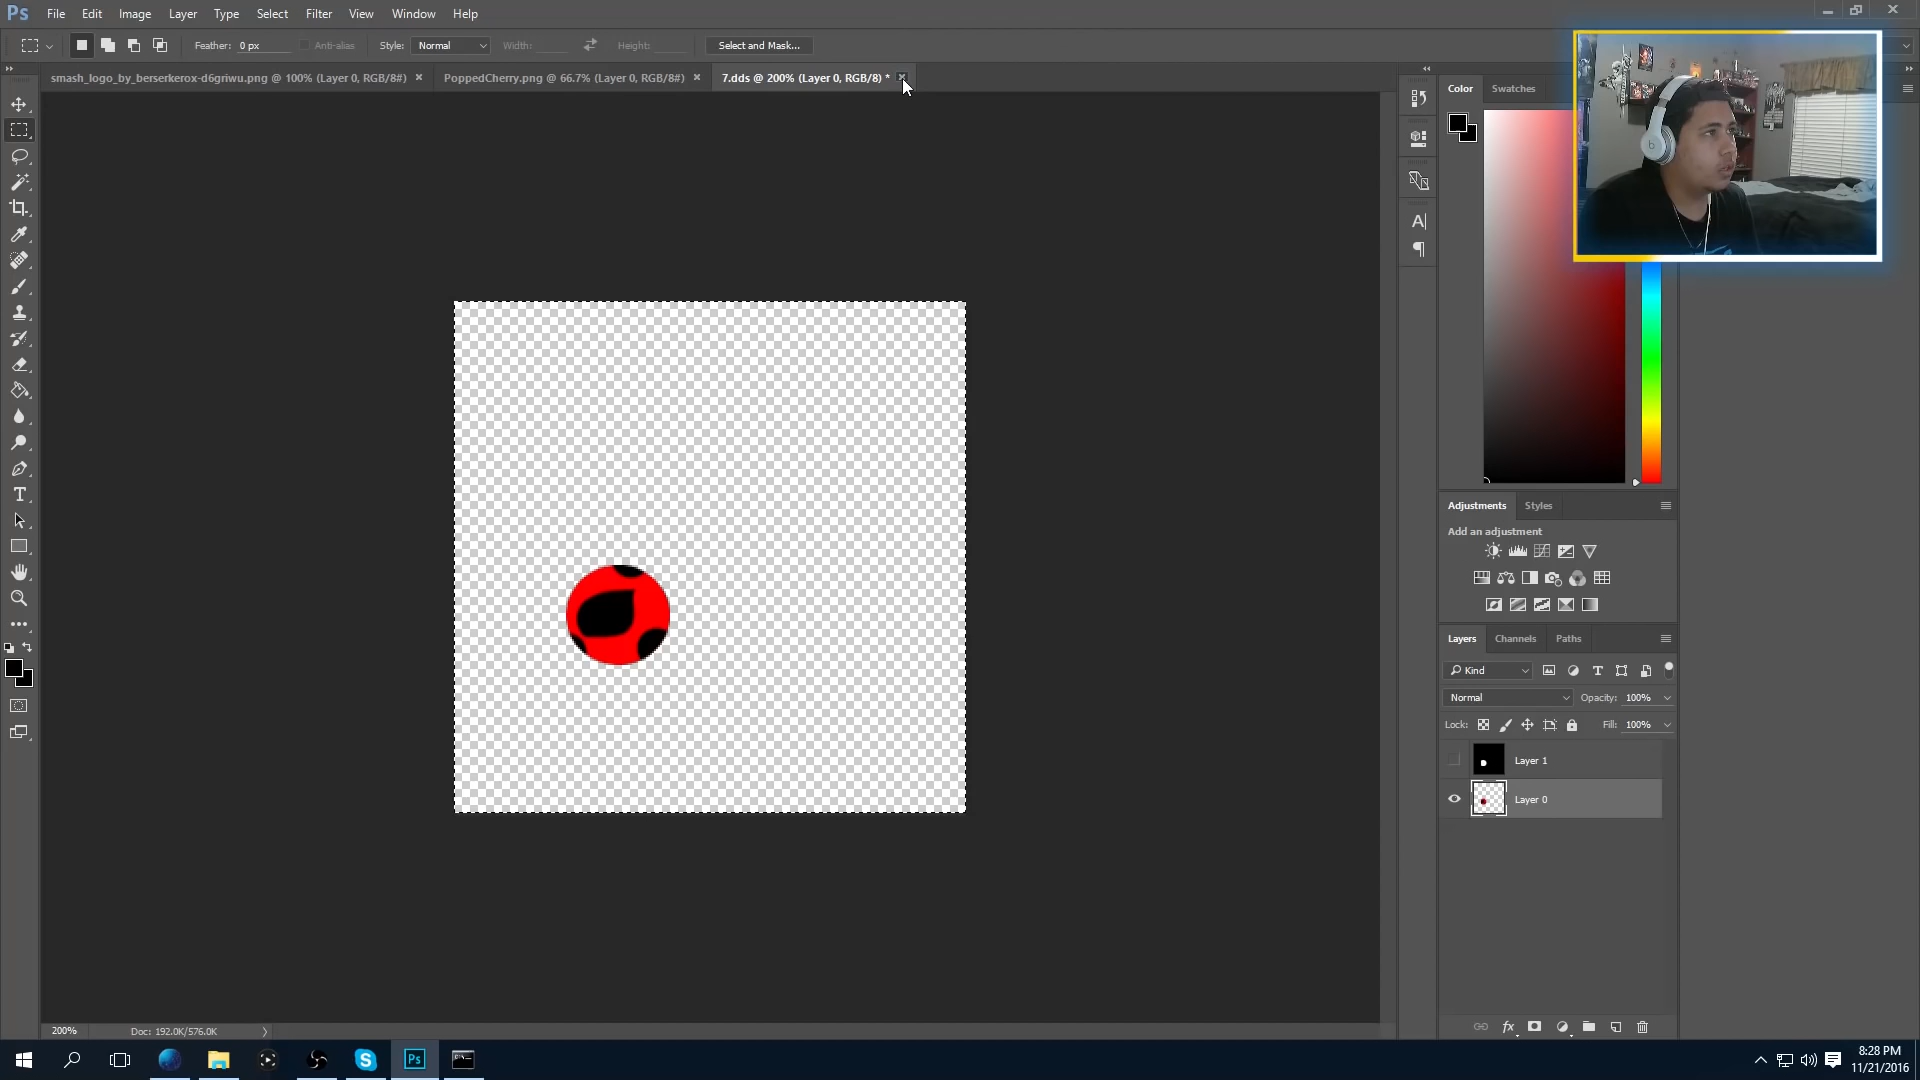 Ps File Edit Image Layer Type Select Filter View Window Help
Feather: 0 px Anti-alias Style: Normal Width: Height: Select and Mask...
smash_logo_by_berserkerox-d6griwu.png @ 100% (Layer 0, RGB/8#) PoppedCherry.png @ 66.7% (Layer 0, RGB/8#) 7.dds @ 200% (Layer 0, RGB/8) *
Color Swatches
Adjustments Styles
Add an adjustment
Layers Channels Paths
Kind
Normal Opacity: 100%
Lock: Fill: 100%
Layer 1
Layer 0
200% Doc: 192.0K/576.0K
8:28 PM
11/21/2016